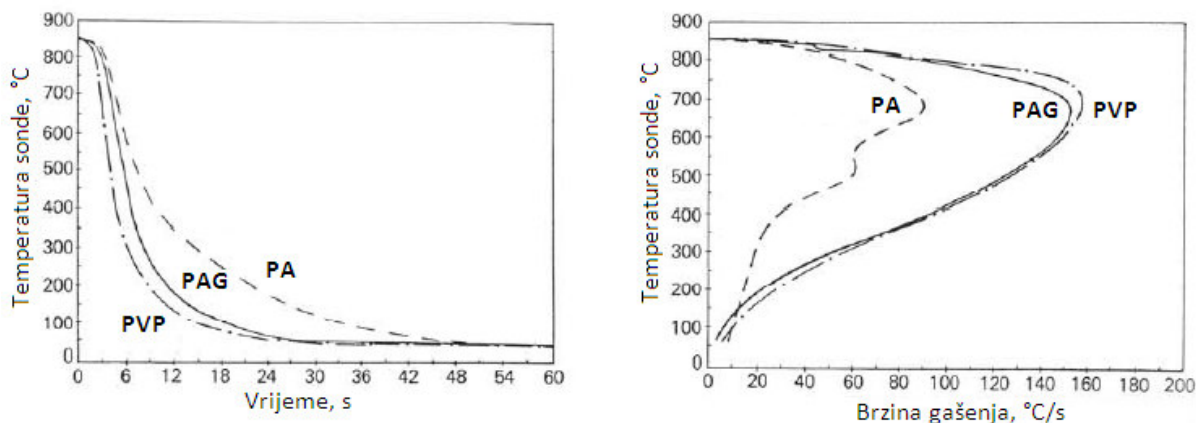 Temperatura sonde, °C
900
800
700
600
500
400
300
200
100
0
PVP
PAG
PA
0 6 12 18 24 30 36 42 48 54 60
Vrijeme, s
Temperatura sonde, °C
900
800
700
600
500
400
300
200
100
0
PA
PAG
PVP
0 20 40 60 80 100 120 140 160 180 200
Brzina gašenja, °C/s